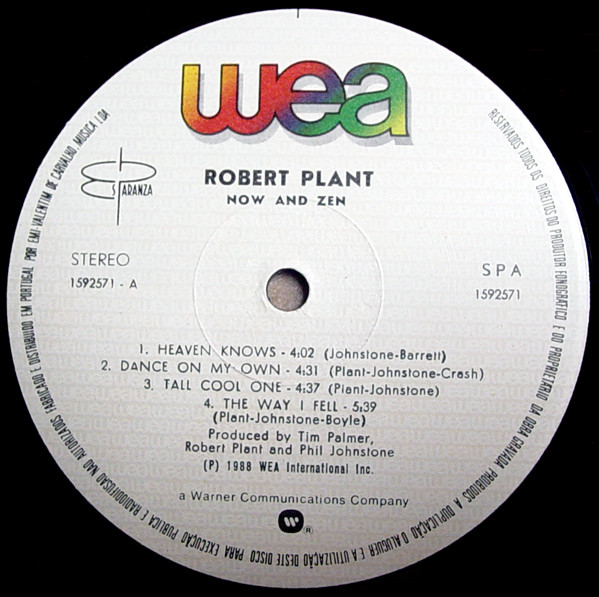 wea
ROBERT PLANT
NOW AND ZEN
ESPARANZA
STEREO
1592571 - A
SPA
1592571
1. HEAVEN KNOWS - 4:02 (Johnstone-Barrett)
2. DANCE ON MY OWN - 4:31 (Plant-Johnstone-Crash)
3. TALL COOL ONE - 4:37 (Plant-Johnstone)
4. THE WAY I FELL - 5:39
(Plant-Johnstone-Boyle)
Produced by Tim Palmer,
Robert Plant and Phil Johnstone
(P) 1988 WEA International Inc.
a Warner Communications Company
®
RESERVADOS TODOS OS DIREITOS DO PRODUTOR FONOGRÁFICO E DO PROPRIETARIO DA OBRA GRAVADA PROIBIDOS A DUPLICAÇÃO O ALUGUER E A UTILIZAÇÃO DESTE DISCO PARA EXECUÇÃO PÚBLICA E RADIODIFUSÃO NÃO AUTORIZADOS FABRICADO E DISTRIBUIDO EM PORTUGAL POR EMI-VALENTIM DE CARVALHO, MUSICA LDA